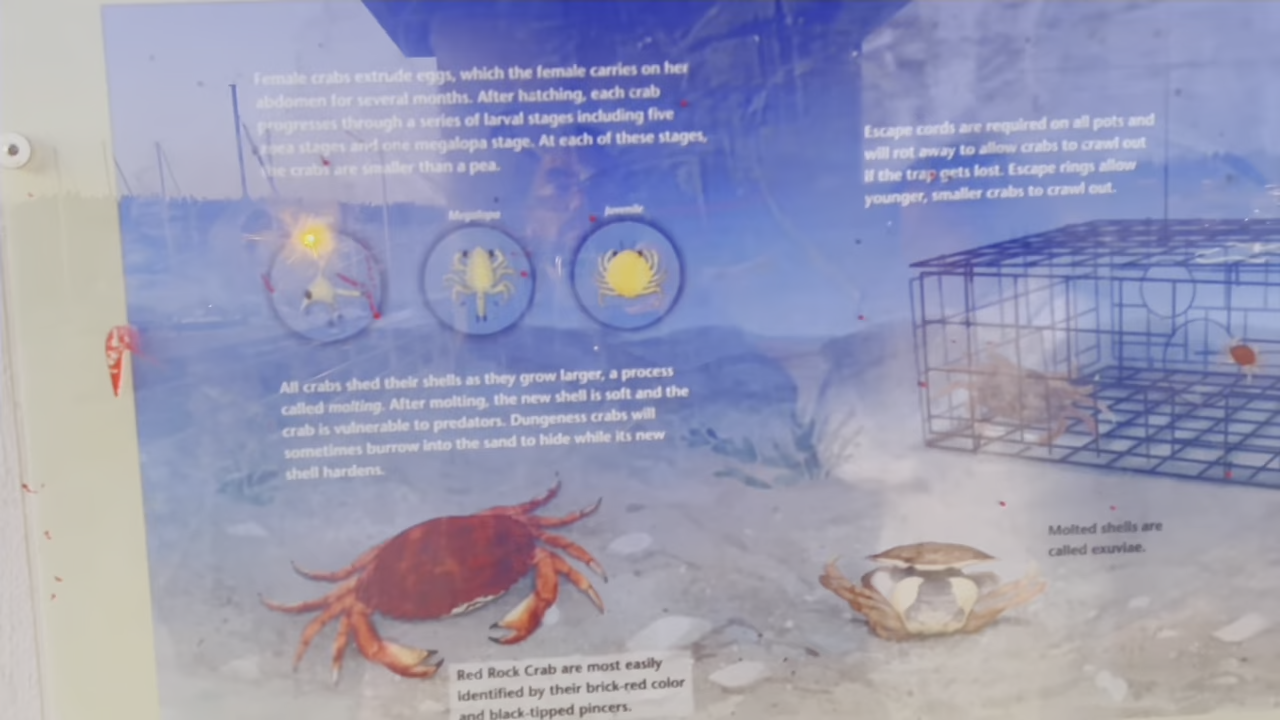 Female crabs extrude eggs, which the female carries on her
abdomen for several months. After hatching, each crab
progresses through a series of larval stages including five
zoea stages and one megalopa stage. At each of these stages,
the crabs are smaller than a pea.
Escape cords are required on all pots and
will rot away to allow crabs to crawl out
if the trap gets lost. Escape rings allow
younger, smaller crabs to crawl out.
Megalopa
Juvenile
All crabs shed their shells as they grow larger, a process
called molting. After molting, the new shell is soft and the
crab is vulnerable to predators. Dungeness crabs will
sometimes burrow into the sand to hide while its new
shell hardens.
Molted shells are
called exuviae.
Red Rock Crab are most easily
identified by their brick-red color
and black-tipped pincers.